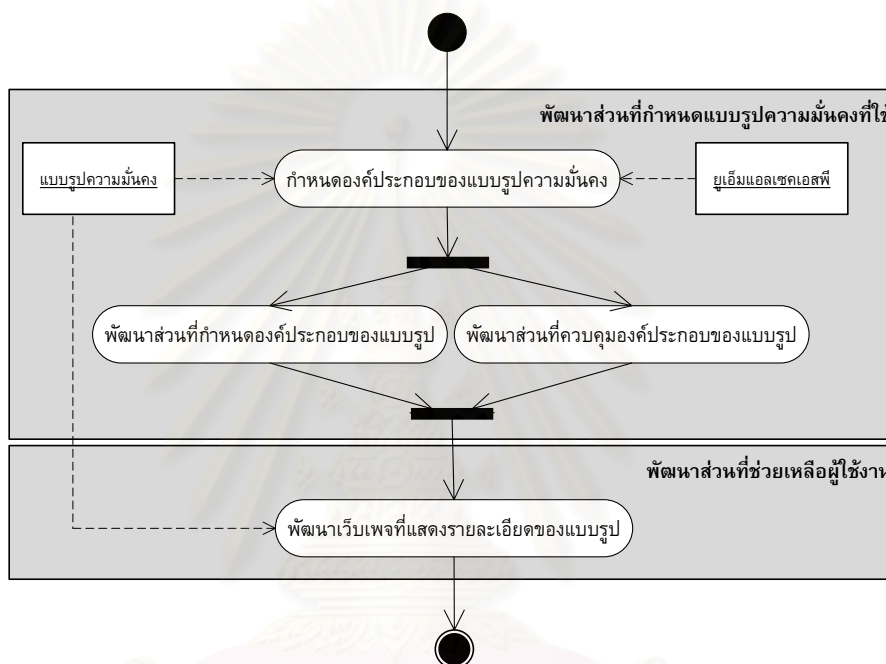 พัฒนาส่วนที่กำหนดแบบรูปความมั่นคงที่ใช้
แบบรูปความมั่นคง
กำหนดองค์ประกอบของแบบรูปความมั่นคง
ยูเอ็มแอลเซคเอสพี
พัฒนาส่วนที่กำหนดองค์ประกอบของแบบรูป
พัฒนาส่วนที่ควบคุมองค์ประกอบของแบบรูป
พัฒนาส่วนที่ช่วยเหลือผู้ใช้งาน
พัฒนาเว็บเพจที่แสดงรายละเอียดของแบบรูป